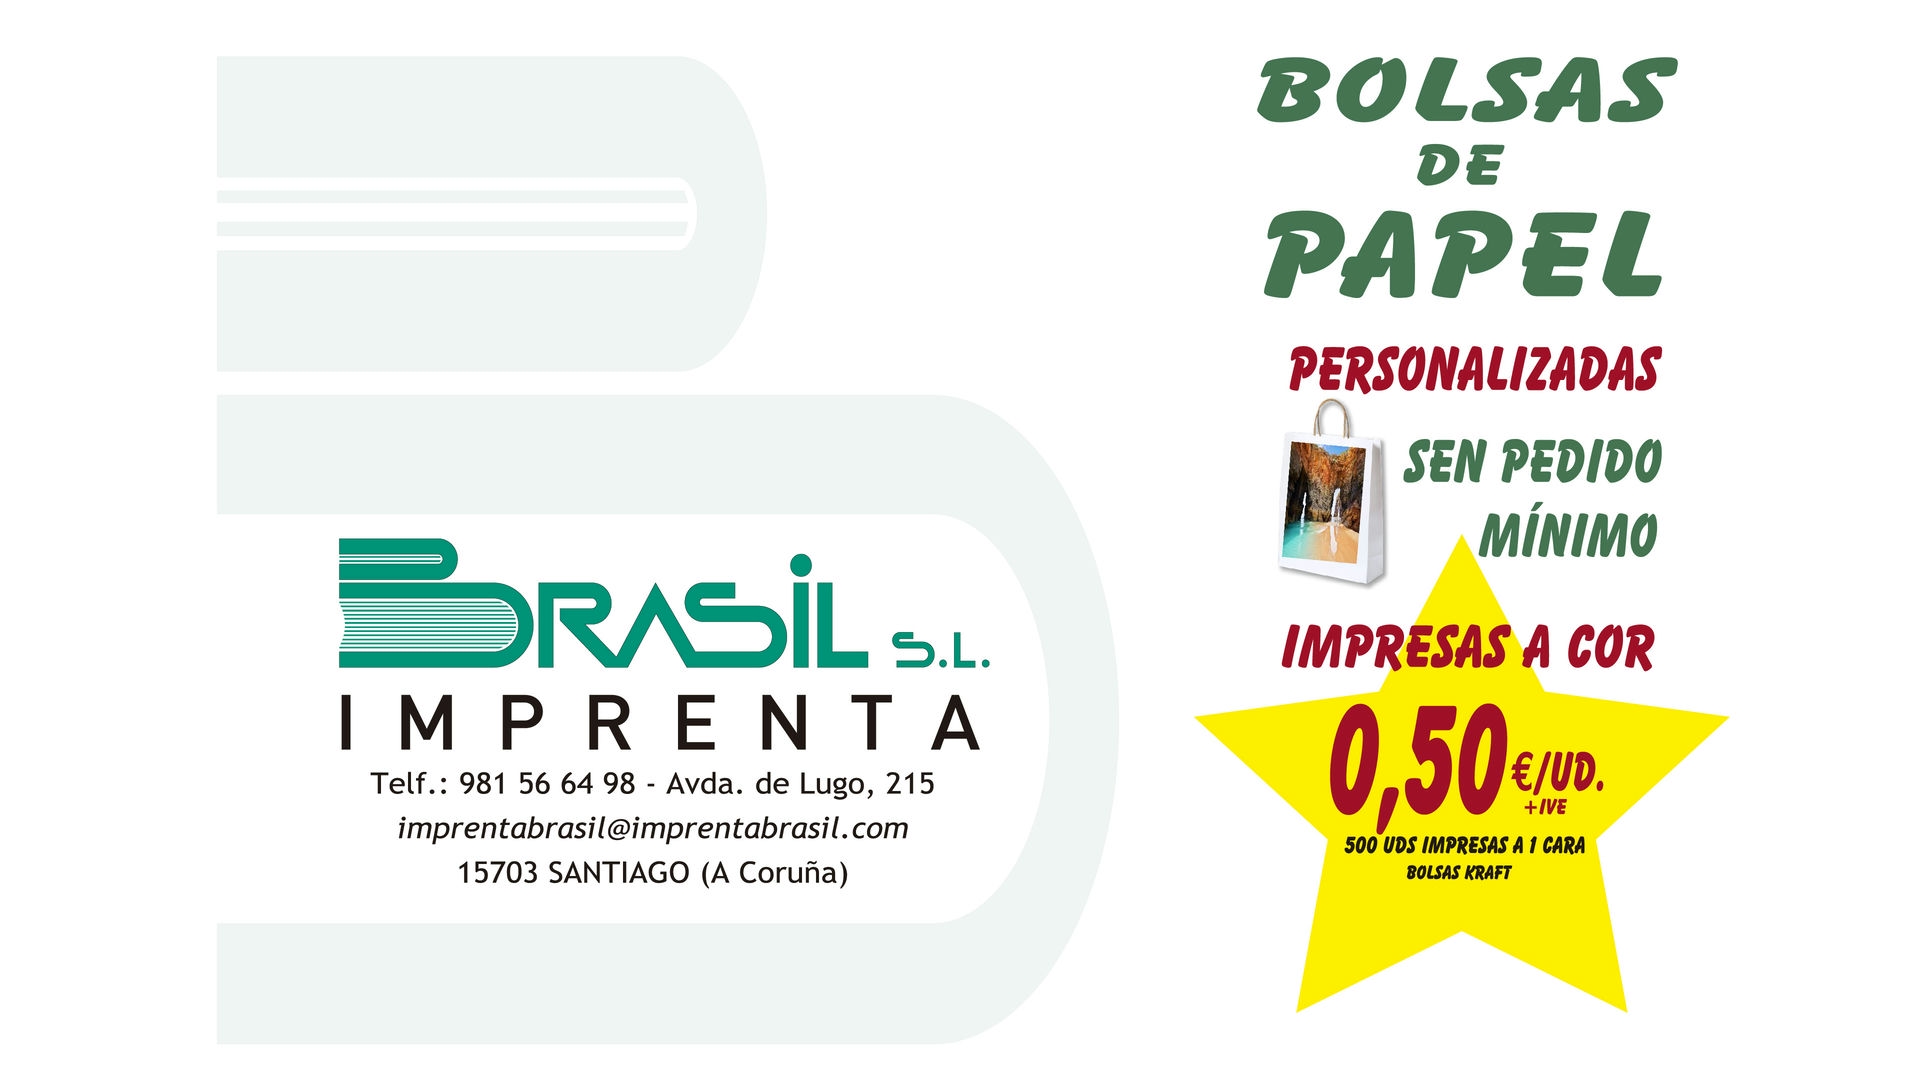 BRASIL S.L.
IMPRENTA
Telf.: 981 56 64 98 - Avda. de Lugo, 215
imprentabrasil@imprentabrasil.com
15703 SANTIAGO (A Coruña)
BOLSAS
DE
PAPEL
PERSONALIZADAS
SEN PEDIDO
MÍNIMO
IMPRESAS A COR
0,50 €/UD.
+IVE
500 UDS IMPRESAS A 1 CARA
BOLSAS KRAFT